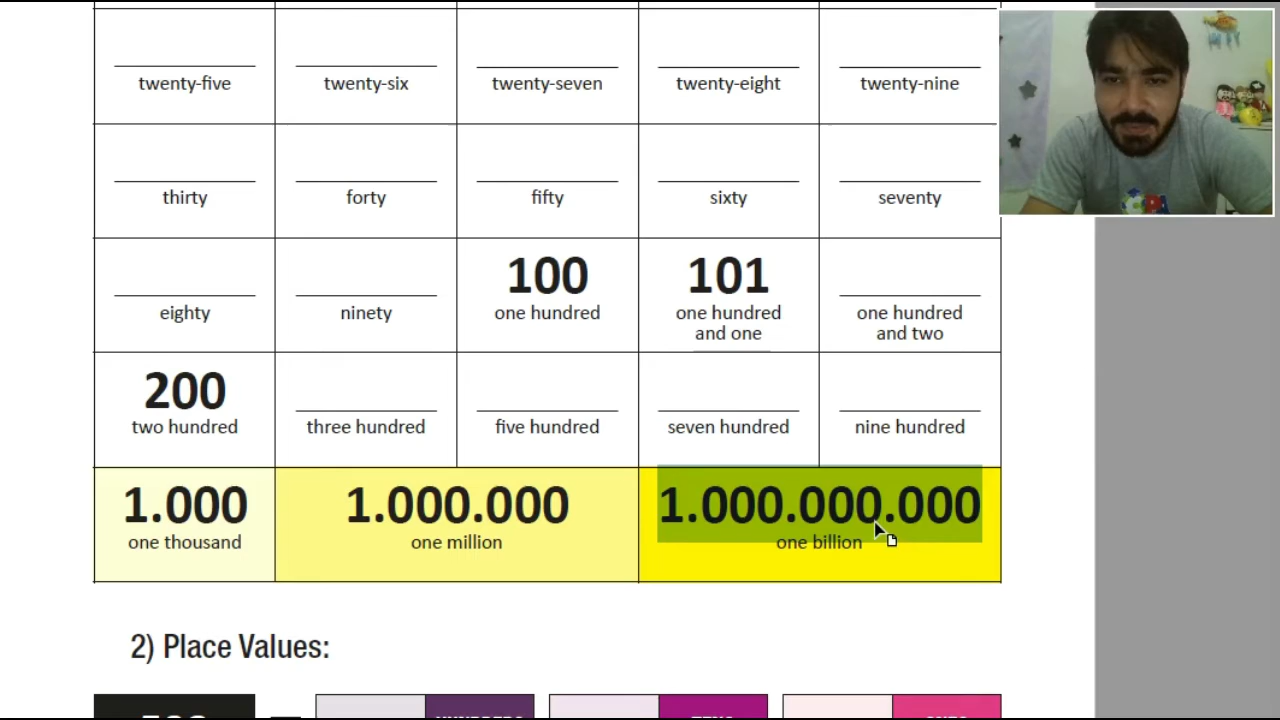 twenty-five
twenty-six
twenty-seven
twenty-eight
twenty-nine
thirty
forty
fifty
sixty
seventy
eighty
ninety
100
one hundred
101
one hundred
and one
one hundred
and two
200
two hundred
three hundred
five hundred
seven hundred
nine hundred
1.000
one thousand
1.000.000
one million
1.000.000.000
one billion
2) Place Values: